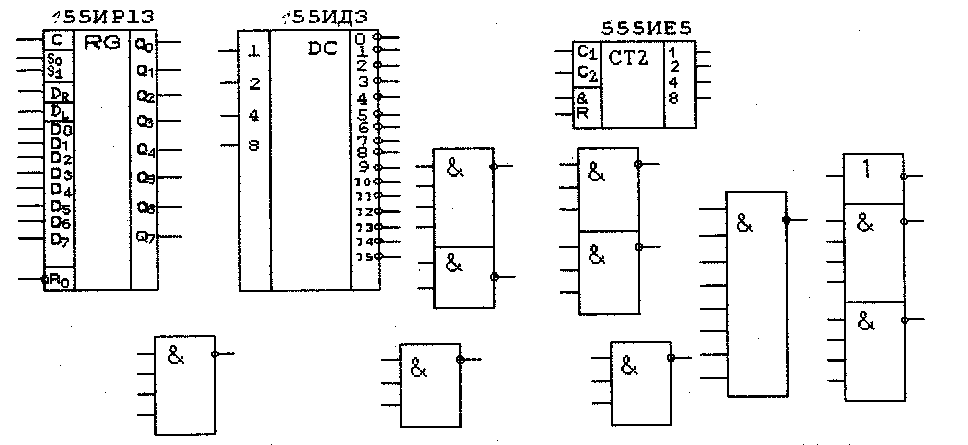 155ИР13
C RG Q0
S0
S1 Q1
DR Q2
DL Q3
D0
D1
D2 Q4
D3
D4 Q5
D5 Q6
D6
D7 Q7
R0
155ИД3
DC
1
2
4
8
0
1
2
3
4
5
6
7
8
9
10
11
12
13
14
15
555ИЕ5
C1 CT2 1
C2 2
4
& 8
R
&
&
&
&
&
1
&
&
&
&
&